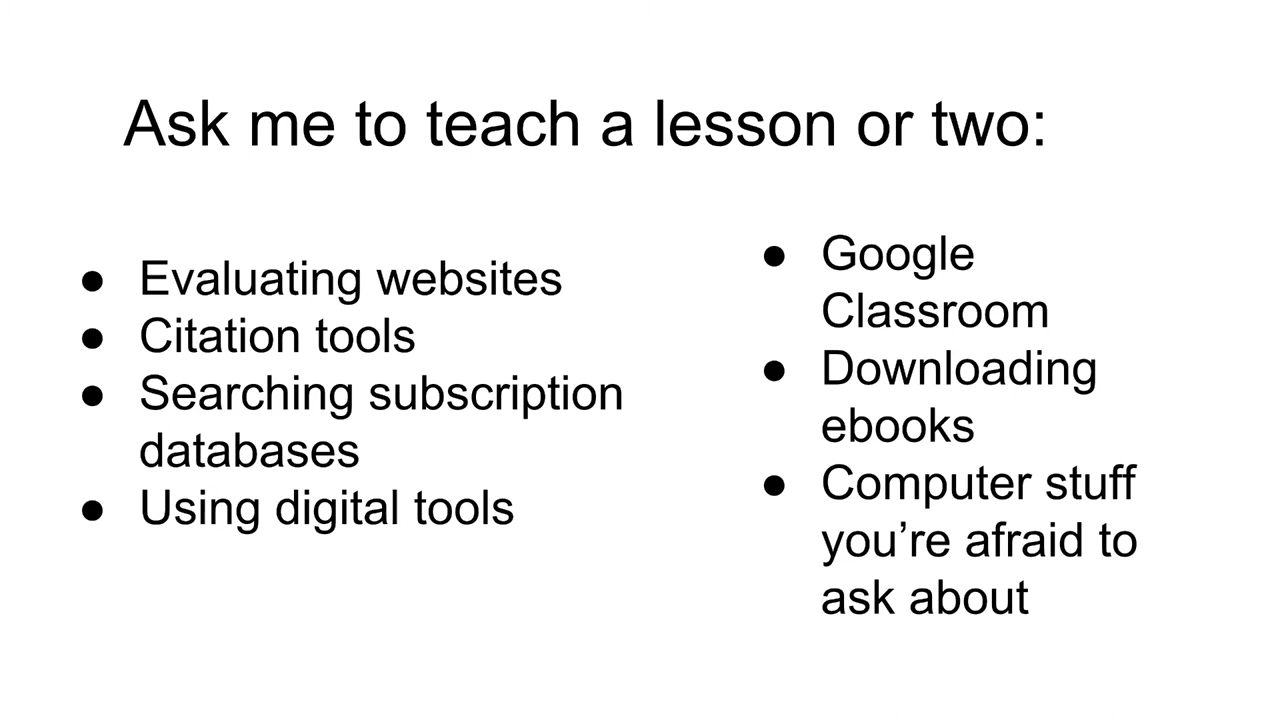 Ask me to teach a lesson or two:
● Evaluating websites
● Citation tools
● Searching subscription
databases
● Using digital tools
● Google
Classroom
● Downloading
ebooks
● Computer stuff
you’re afraid to
ask about